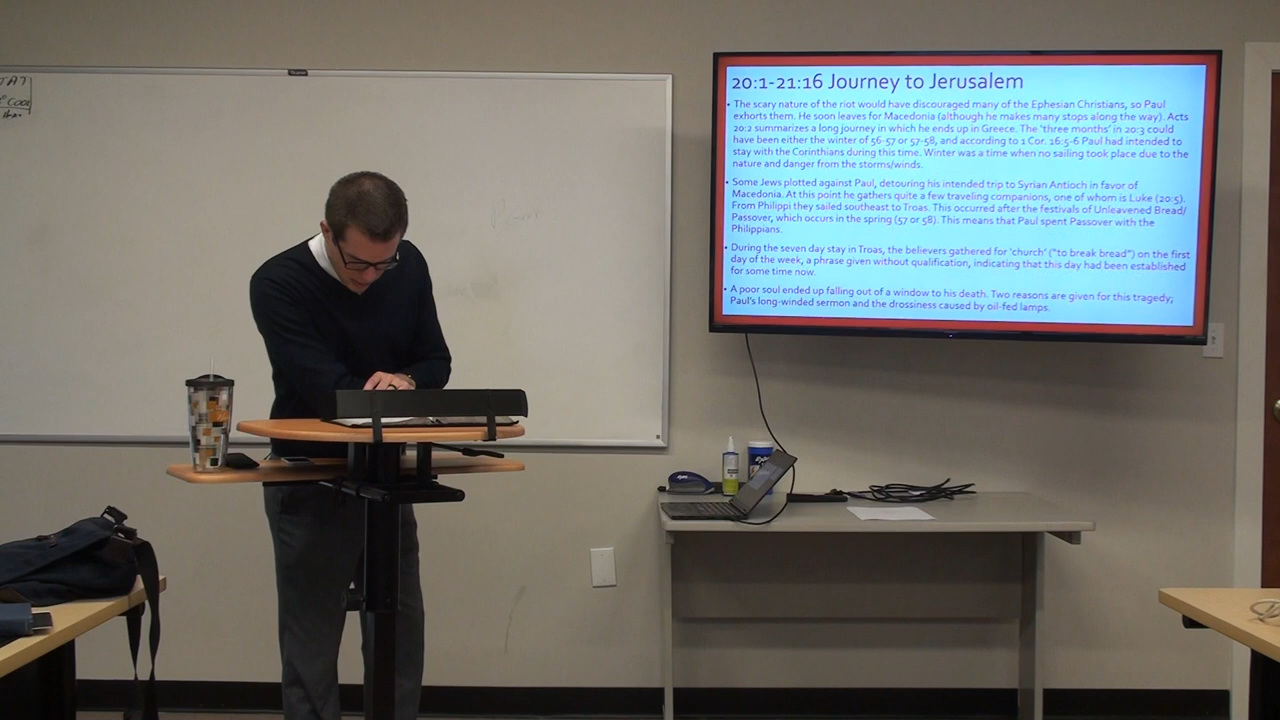 20:1-21:16 Journey to Jerusalem
• The scary nature of the riot would have discouraged many of the Ephesian Christians, so Paul
exhorts them. He soon leaves for Macedonia (although he makes many stops along the way). Acts
20:2 summarizes a long journey in which he ends up in Greece. The 'three months' in 20:3 could
have been either the winter of 56-57 or 57-58, and according to 1 Cor. 16:5-6 Paul had intended to
stay with the Corinthians during this time. Winter was a time when no sailing took place due to the
nature and danger from the storms/winds.
• Some Jews plotted against Paul, detouring his intended trip to Syrian Antioch in favor of
Macedonia. At this point he gathers quite a few traveling companions, one of whom is Luke (20:5).
From Philippi they sailed southeast to Troas. This occurred after the festivals of Unleavened Bread/
Passover, which occurs in the spring (57 or 58). This means that Paul spent Passover with the
Philippians.
• During the seven day stay in Troas, the believers gathered for 'church' ("to break bread") on the first
day of the week, a phrase given without qualification, indicating that this day had been established
for some time now.
• A poor soul ended up falling out of a window to his death. Two reasons are given for this tragedy;
Paul's long-winded sermon and the drossiness caused by oil-fed lamps.